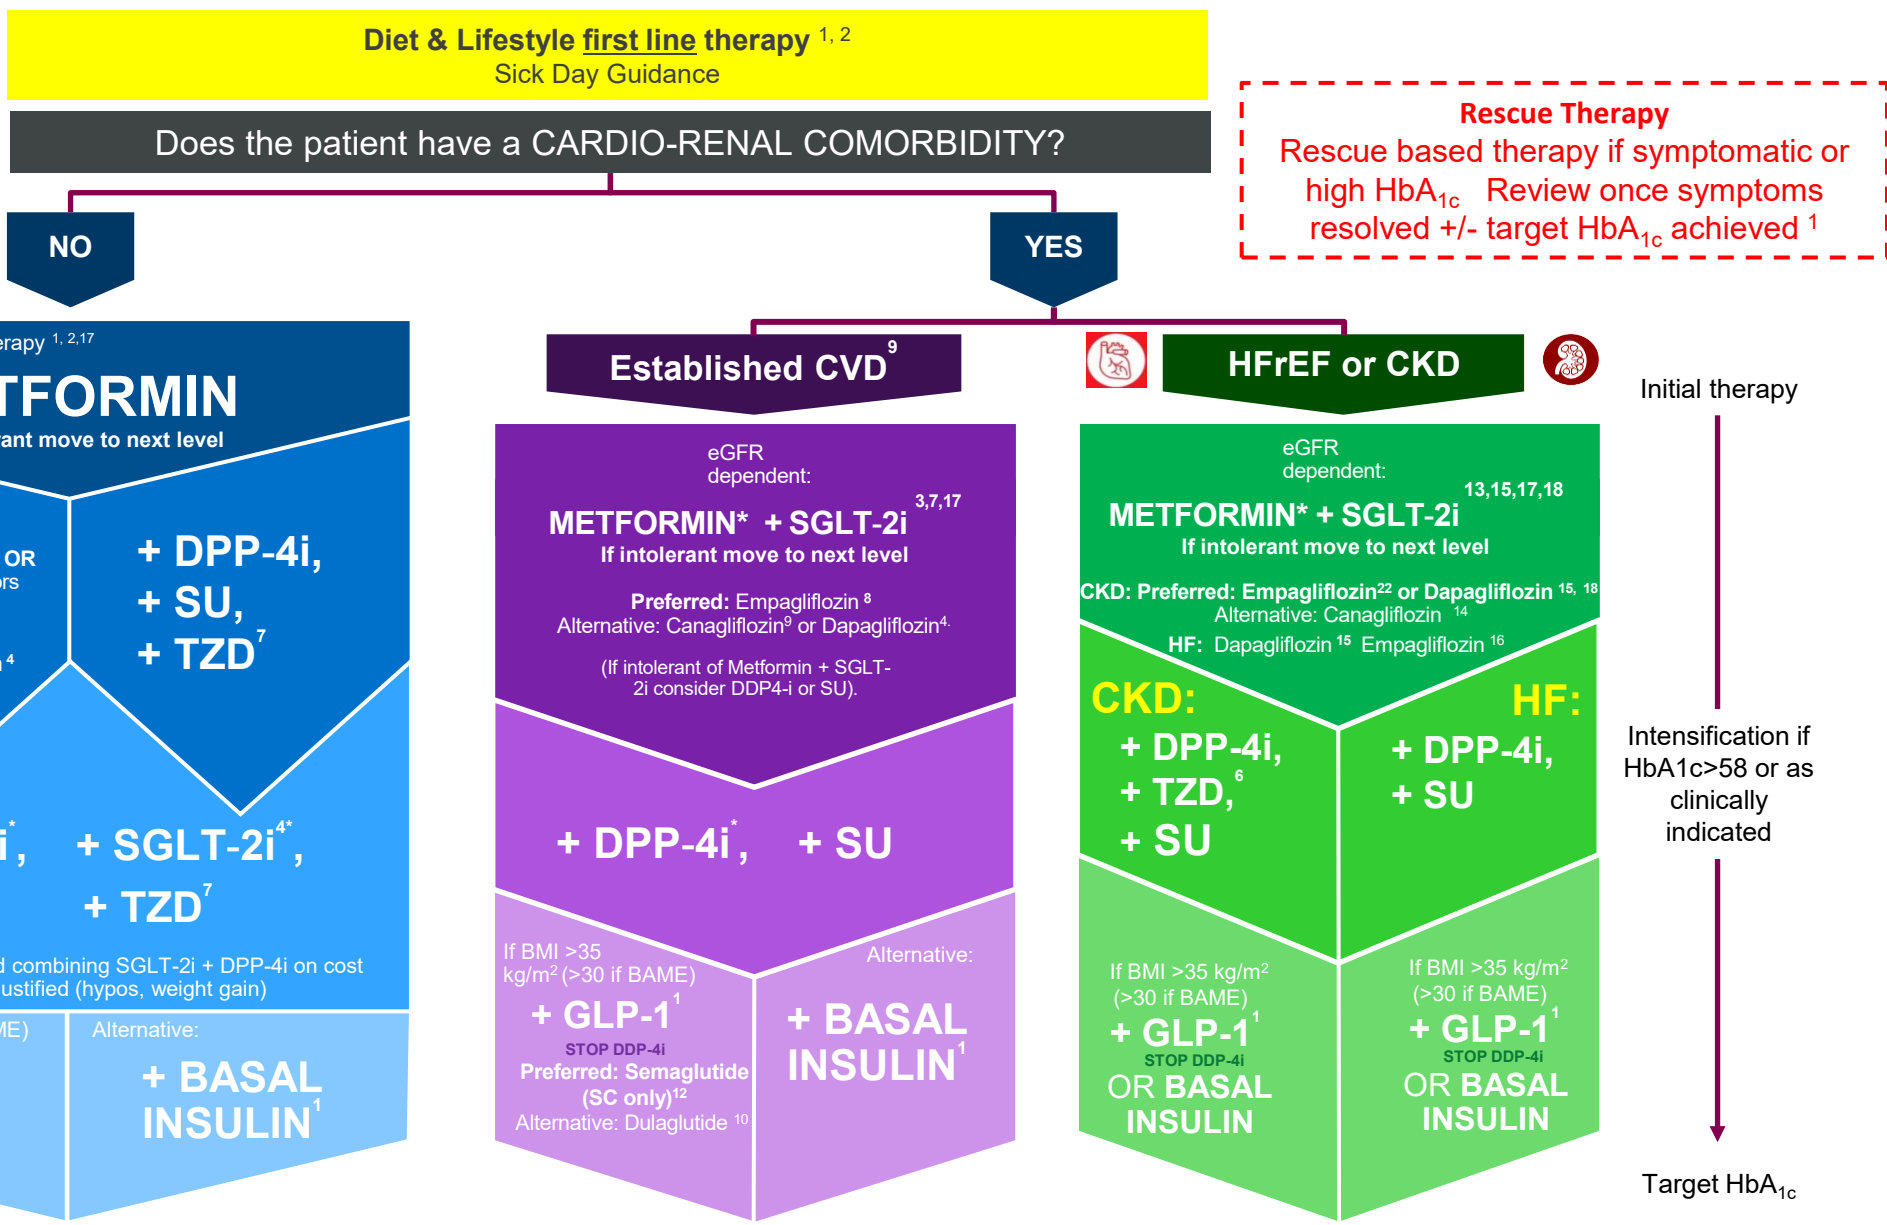 Diet & Lifestyle first line therapy 1, 2
Sick Day Guidance
Does the patient have a CARDIO-RENAL COMORBIDITY?
Rescue Therapy
Rescue based therapy if symptomatic or
high HbA1c Review once symptoms
resolved +/- target HbA1c achieved 1
NO
YES
erapy 1, 2,17
TFORMIN
rant move to next level
OR
ors
4
+ DPP-4i,
+ SU,
+ TZD7
i*, + SGLT-2i4*,
+ TZD7
d combining SGLT-2i + DPP-4i on cost
ustified (hypos, weight gain)
ME)
Alternative:
+ BASAL
INSULIN1
Established CVD9
eGFR
dependent:
METFORMIN* + SGLT-2i 3,7,17
If intolerant move to next level
Preferred: Empagliflozin 8
Alternative: Canagliflozin9 or Dapagliflozin4.
(If intolerant of Metformin + SGLT-
2i consider DDP4-i or SU).
+ DPP-4i*, + SU
If BMI >35
kg/m2 (>30 if BAME)
+ GLP-11
STOP DDP-4i
Preferred: Semaglutide
(SC only)12
Alternative: Dulaglutide 10
Alternative:
+ BASAL
INSULIN1
HFrEF or CKD
eGFR
dependent:
METFORMIN* + SGLT-2i 13,15,17,18
If intolerant move to next level
CKD: Preferred: Empagliflozin22 or Dapagliflozin 15, 18
Alternative: Canagliflozin 14
HF: Dapagliflozin 15 Empagliflozin 16
CKD:
+ DPP-4i,
+ TZD,6
+ SU
HF:
+ DPP-4i,
+ SU
If BMI >35 kg/m2
(>30 if BAME)
+ GLP-11
STOP DDP-4i
OR BASAL
INSULIN
If BMI >35 kg/m2
(>30 if BAME)
+ GLP-11
STOP DDP-4i
OR BASAL
INSULIN
Initial therapy
Intensification if
HbA1c>58 or as
clinically
indicated
Target HbA1c